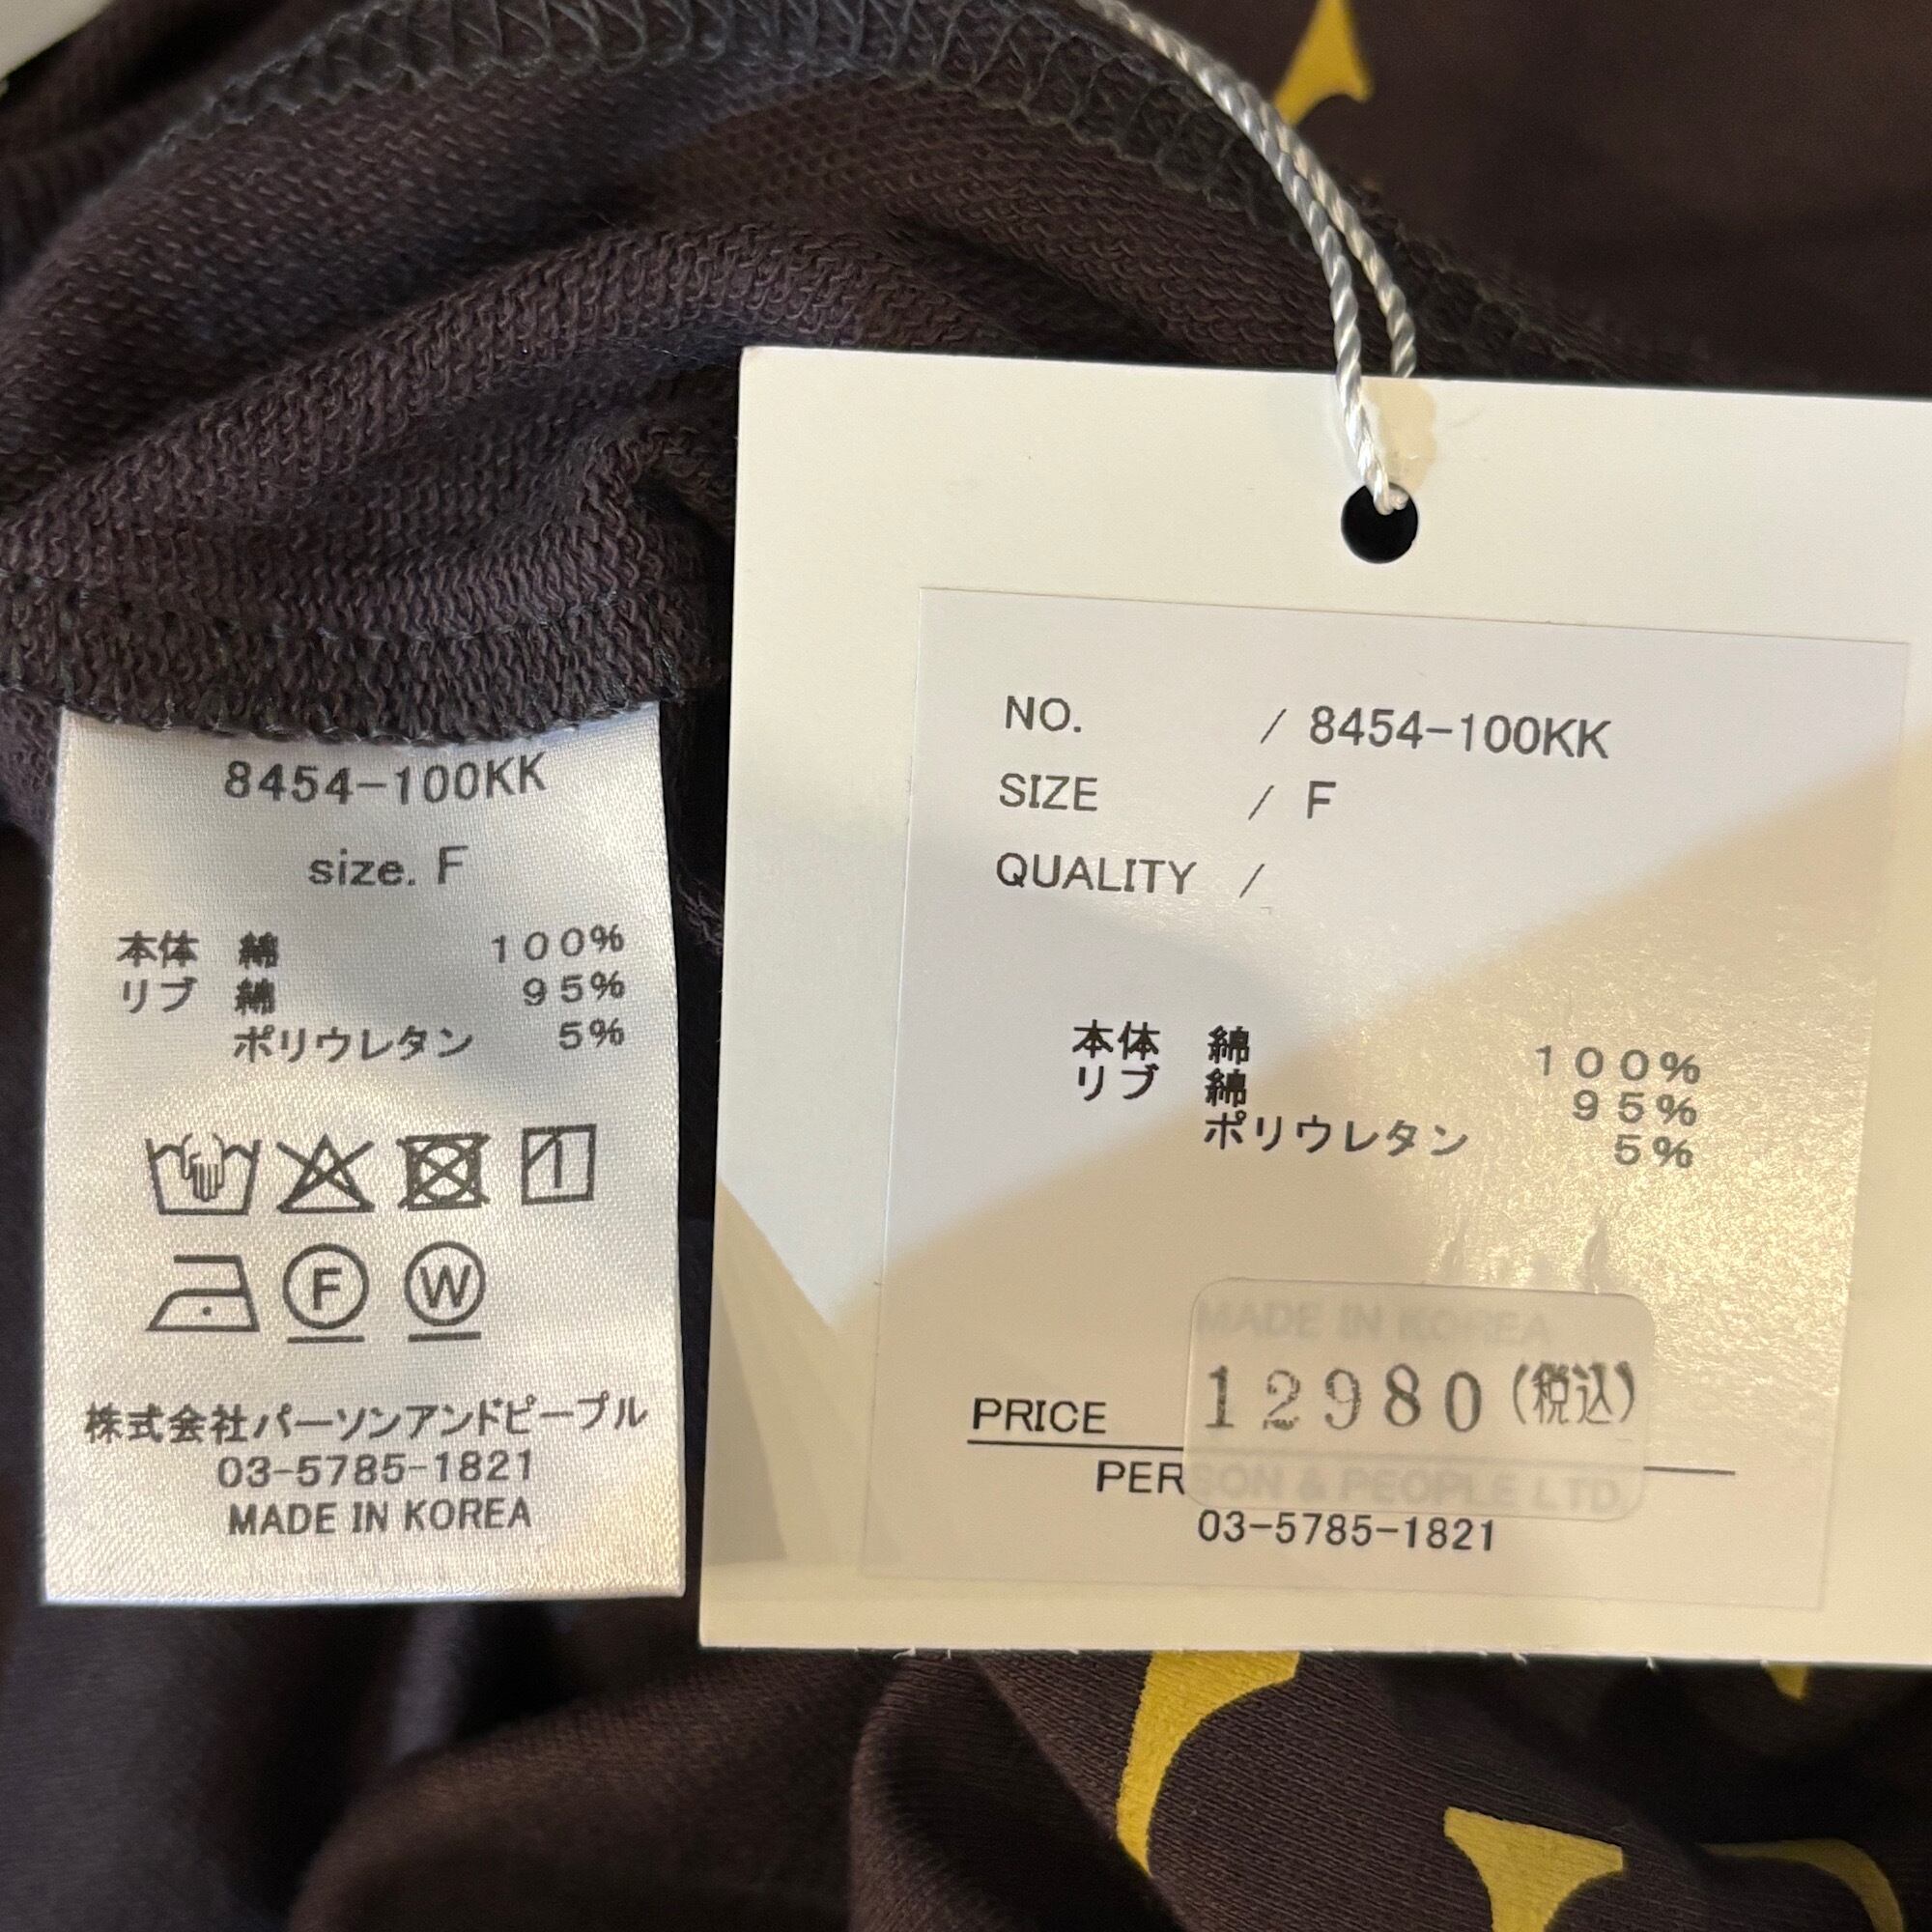 8454-100KK
size. F
本体 綿 100%
リブ 綿 95%
ポリウレタン 5%
F W
株式会社パーソンアンドピープル
03-5785-1821
MADE IN KOREA
NO. / 8454-100KK
SIZE / F
QUALITY /
本体 綿 100%
リブ 綿 95%
ポリウレタン 5%
MADE IN KOREA
PRICE 12980(税込)
PERSON & PEOPLE LTD.
03-5785-1821